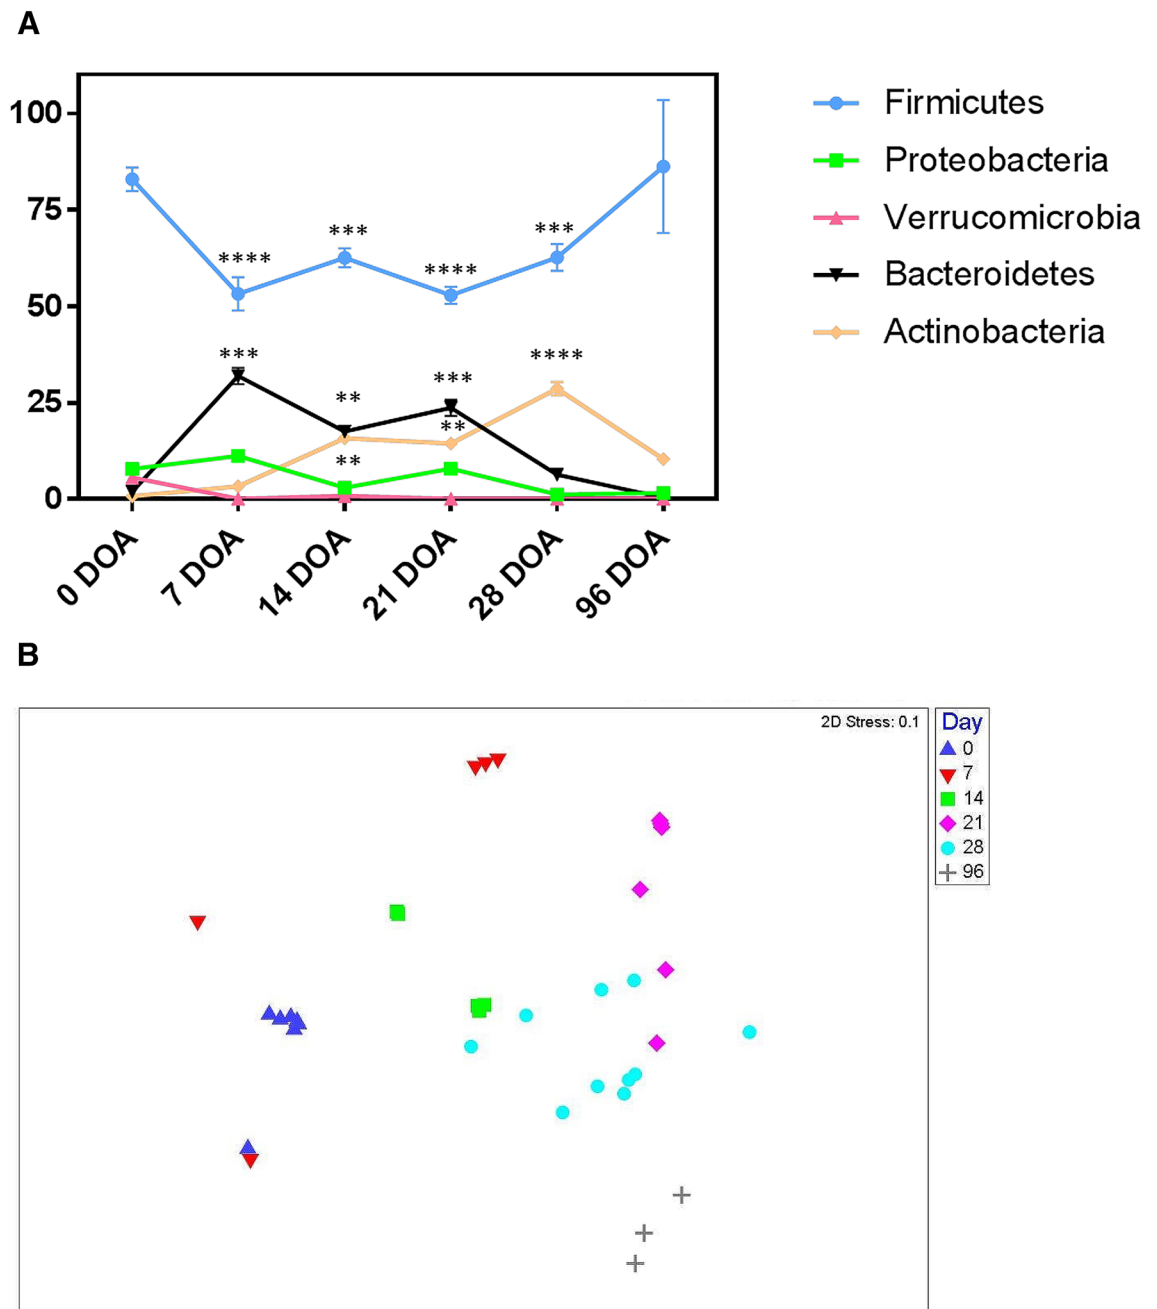 A
100
75
50
25
0
****
***
****
***
***
**
***
**
****
**
0 DOA
7 DOA
14 DOA
21 DOA
28 DOA
96 DOA
Firmicutes
Proteobacteria
Verrucomicrobia
Bacteroidetes
Actinobacteria
B
2D Stress: 0.1
Day
0
7
14
21
28
96